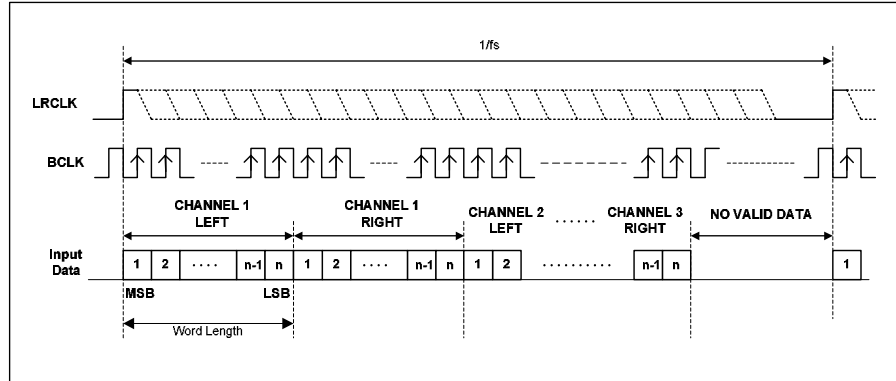 1/fs
LRCLK
BCLK
CHANNEL 1
LEFT
CHANNEL 1
RIGHT
CHANNEL 2
LEFT
CHANNEL 3
RIGHT
NO VALID DATA
Input
Data
1 2 n-1 n 1 2 n-1 n 1 2 n-1 n 1
MSB LSB
Word Length